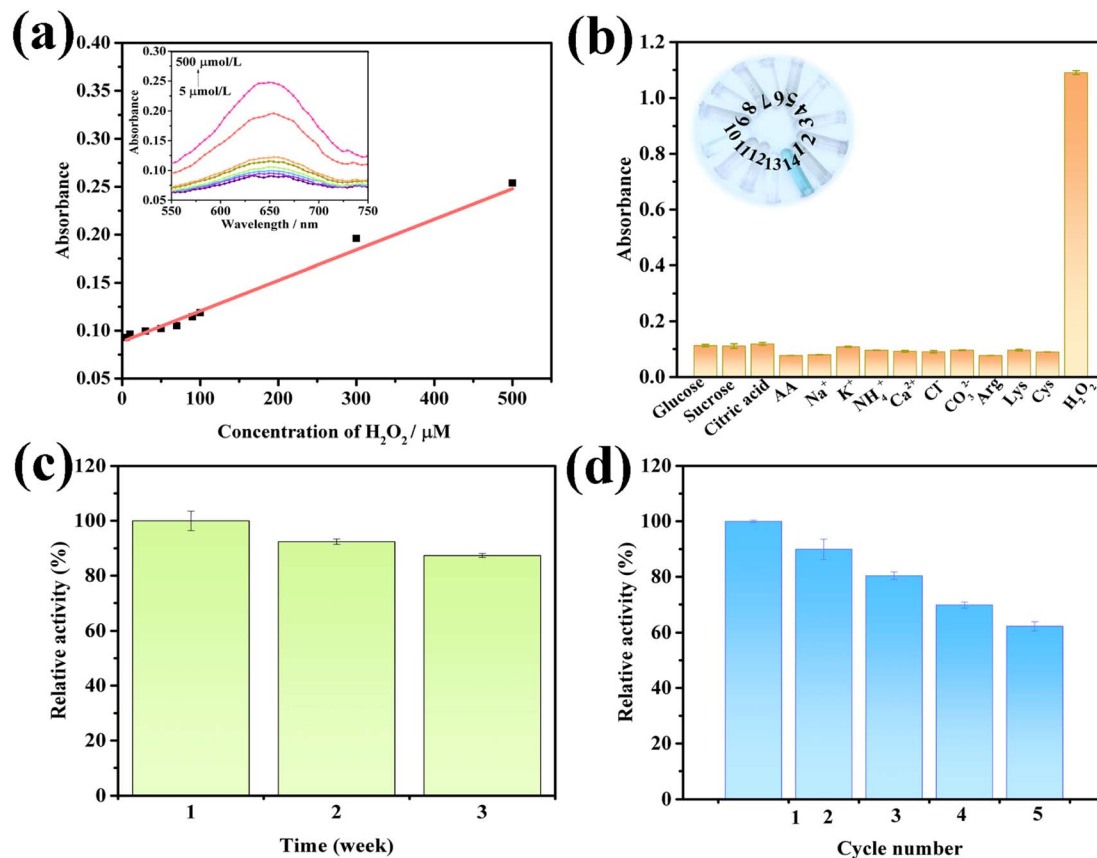 (a)
0.40
0.35
0.30
0.25
0.20
0.15
0.10
0.05
Absorbance
0
100
200
300
400
500
Concentration of H₂O₂ / μM
0.30
0.25
0.20
0.15
0.10
0.05
Absorbance
500 μmol/L
5 μmol/L
550
600
650
700
750
Wavelength / nm
(b)
1.2
1.0
0.8
0.6
0.4
0.2
0.0
Absorbance
1
2
3
4
5
6
7
8
9
10
11
12
13
14
Glucose
Sucrose
Citric acid
AA
Na⁺
K⁺
NH₄⁺
Ca²⁺
Cl⁻
CO₃²⁻
Arg
Lys
Cys
H₂O₂
(c)
120
100
80
60
40
20
0
Relative activity (%)
1
2
3
Time (week)
(d)
120
100
80
60
40
20
0
Relative activity (%)
1
2
3
4
5
Cycle number